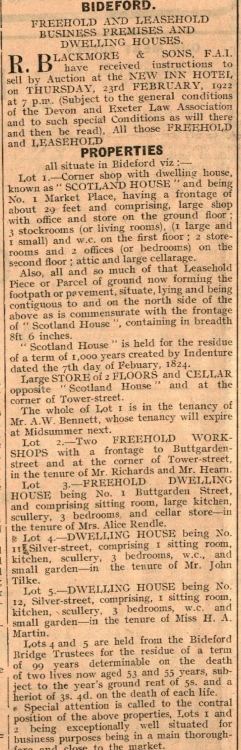 BIDEFORD.
FREEHOLD AND LEASEHOLD
BUSINESS PREMISES AND
DWELLING HOUSES.
R. BLACKMORE & SONS, F.A.I.
have received instructions to
sell by Auction at the NEW INN HOTEL
on THURSDAY, 23rd FEBRUARY, 1922
at 7 p.m. (Subject to the general conditions
of the Devon and Exeter Law Association
and to such special Conditions as will there
and then be read), All those FREEHOLD
and LEASEHOLD
PROPERTIES
all situate in Bideford viz :—
Lot 1.—Corner shop with dwelling house,
known as " SCOTLAND HOUSE " and being
No. 1 Market Place, having a frontage of
about 29 feet and comprising, large shop
with office and store on the ground floor ;
3 stockrooms (or living rooms), (1 large and
1 small) and w.c. on the first floor ; 2 store-
rooms and 2 offices (or bedrooms) on the
second floor ; attic and large cellarage.
Also, all and so much of that Leasehold
Piece or Parcel of ground now forming the
footpath or pavement, situate, lying and being
contiguous to and on the north side of the
above as is commensurate with the frontage
of " Scotland House ", containing in breadth
5ft 6 inches.
" Scotland House " is held for the residue
of a term of 1,000 years created by Indenture
dated the 7th day of Pebuary, 1824.
Large STORE of 2 FLOORS and CELLAR
opposite " Scotland House " and at the
corner of Tower-street.
The whole of Lot 1 is in the tenancy of
Mr. A.W. Bennett, whose tenancy will expire
at Midsummer next.
Lot 2.—Two FREEHOLD WORK-
SHOPS with a frontage to Buttgarden-
street and at the corner of Tower-street,
in the tenure of Mr. Richards and Mr. Hearn.
Lot 3.—FREEHOLD DWELLING
HOUSE being No. 1 Buttgarden Street,
and comprising sitting room, large kitchen,
scullery, 3 bedrooms, and cellar store—in
the tenure of Mrs. Alice Rendle.
Lot 4.—DWELLING HOUSE being No.
11 Silver-street, comprising 1 sitting room,
kitchen, scullery, 3 bedrooms, w.c., and
small garden—in the tenure of Mr. John
Tilke.
Lot 5.—DWELLING HOUSE being No.
12, Silver-street, comprising, 1 sitting room,
kitchen, scullery, 3 bedrooms, w.c. and
small garden—in the tenure of Miss H. A.
Martin.
Lots 4 and 5 are held from the Bideford
Bridge Trustees for the residue of a term
of 99 years determinable on the death
of two lives now aged 53 and 55 years, sub-
ject to the year's ground rent of 5s. and a
heriot of 3s. 4d. on the death of each life.
Special attention is called to the contral
position of the above properties, Lots 1 and
2 being exceptionally well situated for
business purposes being in a main thorough-
fare and close to the market.